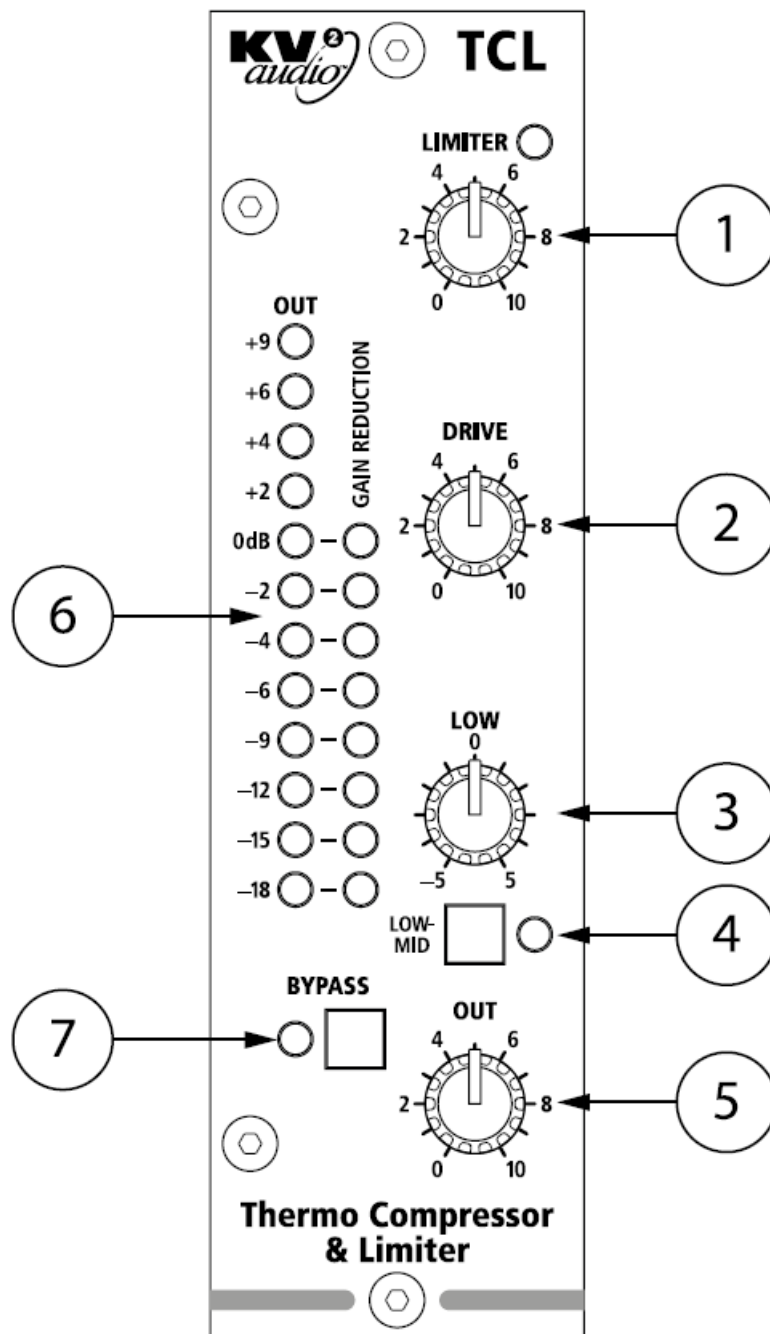 KV2 audio TCL
LIMITER
4 6
2 8
0 10
1
OUT
+9
+6
+4
+2
0dB
−2
−4
−6
−9
−12
−15
−18
GAIN REDUCTION
6
DRIVE
4 6
2 8
0 10
2
LOW
0
−5 5
3
LOW-
MID
4
BYPASS
7
OUT
4 6
2 8
0 10
5
Thermo Compressor
& Limiter